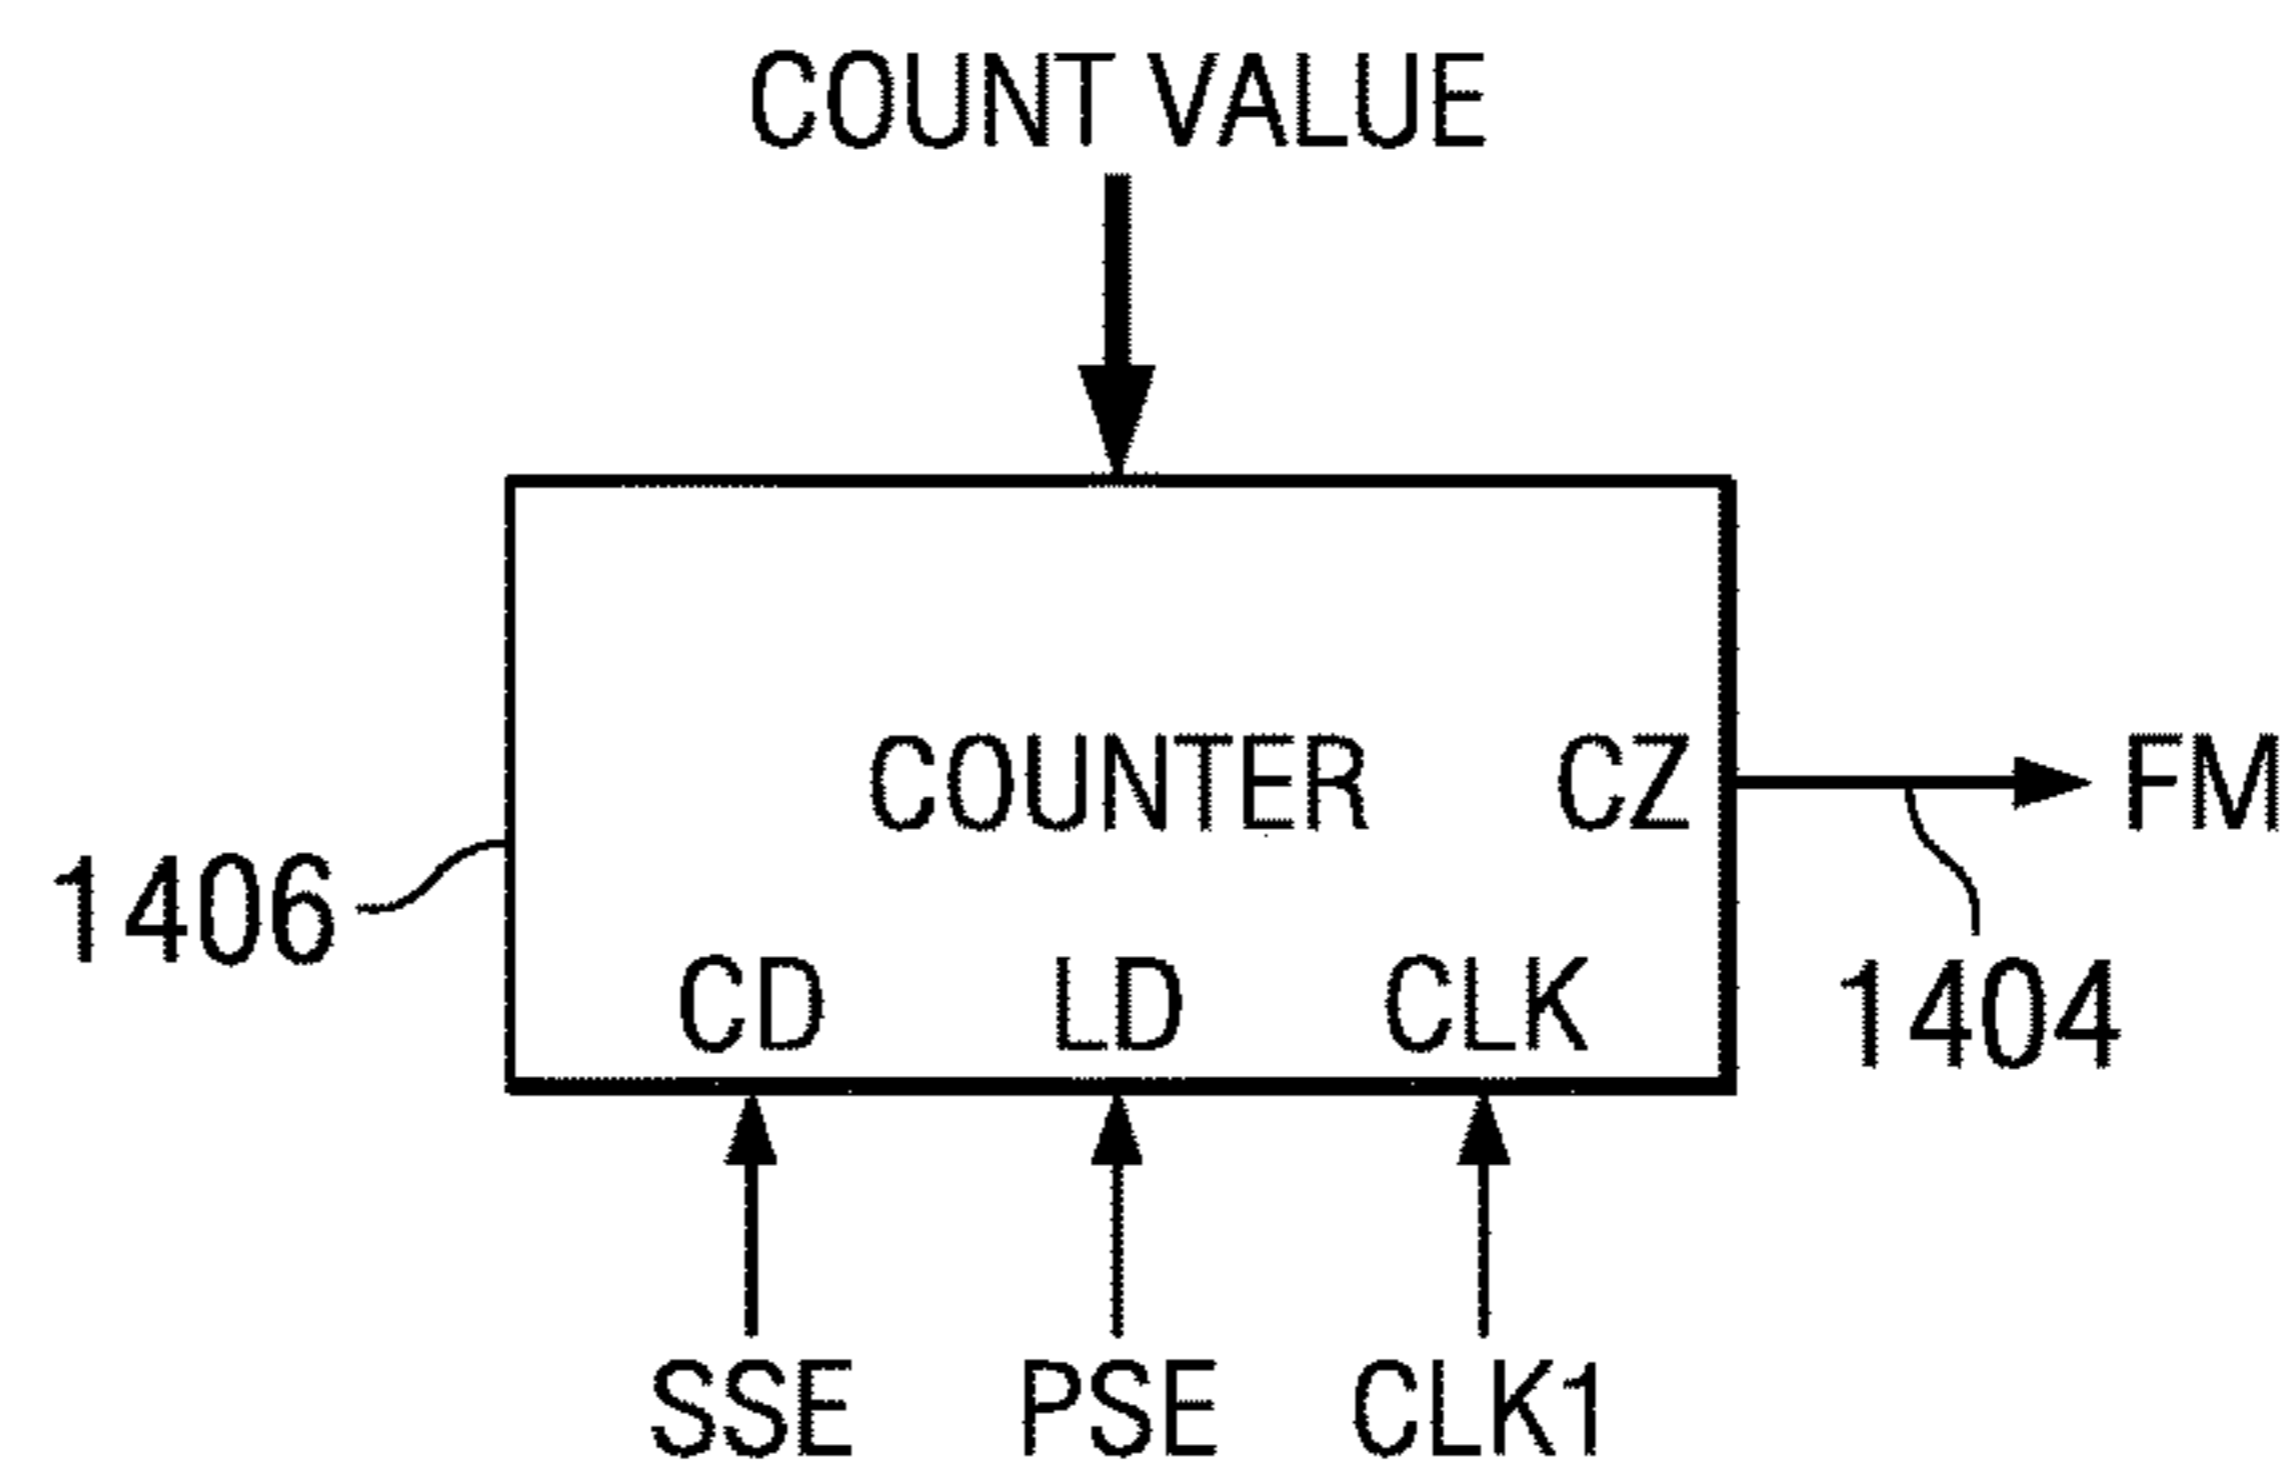 COUNT VALUE
COUNTER CZ
FM
1406
CD LD CLK
1404
SSE PSE CLK1